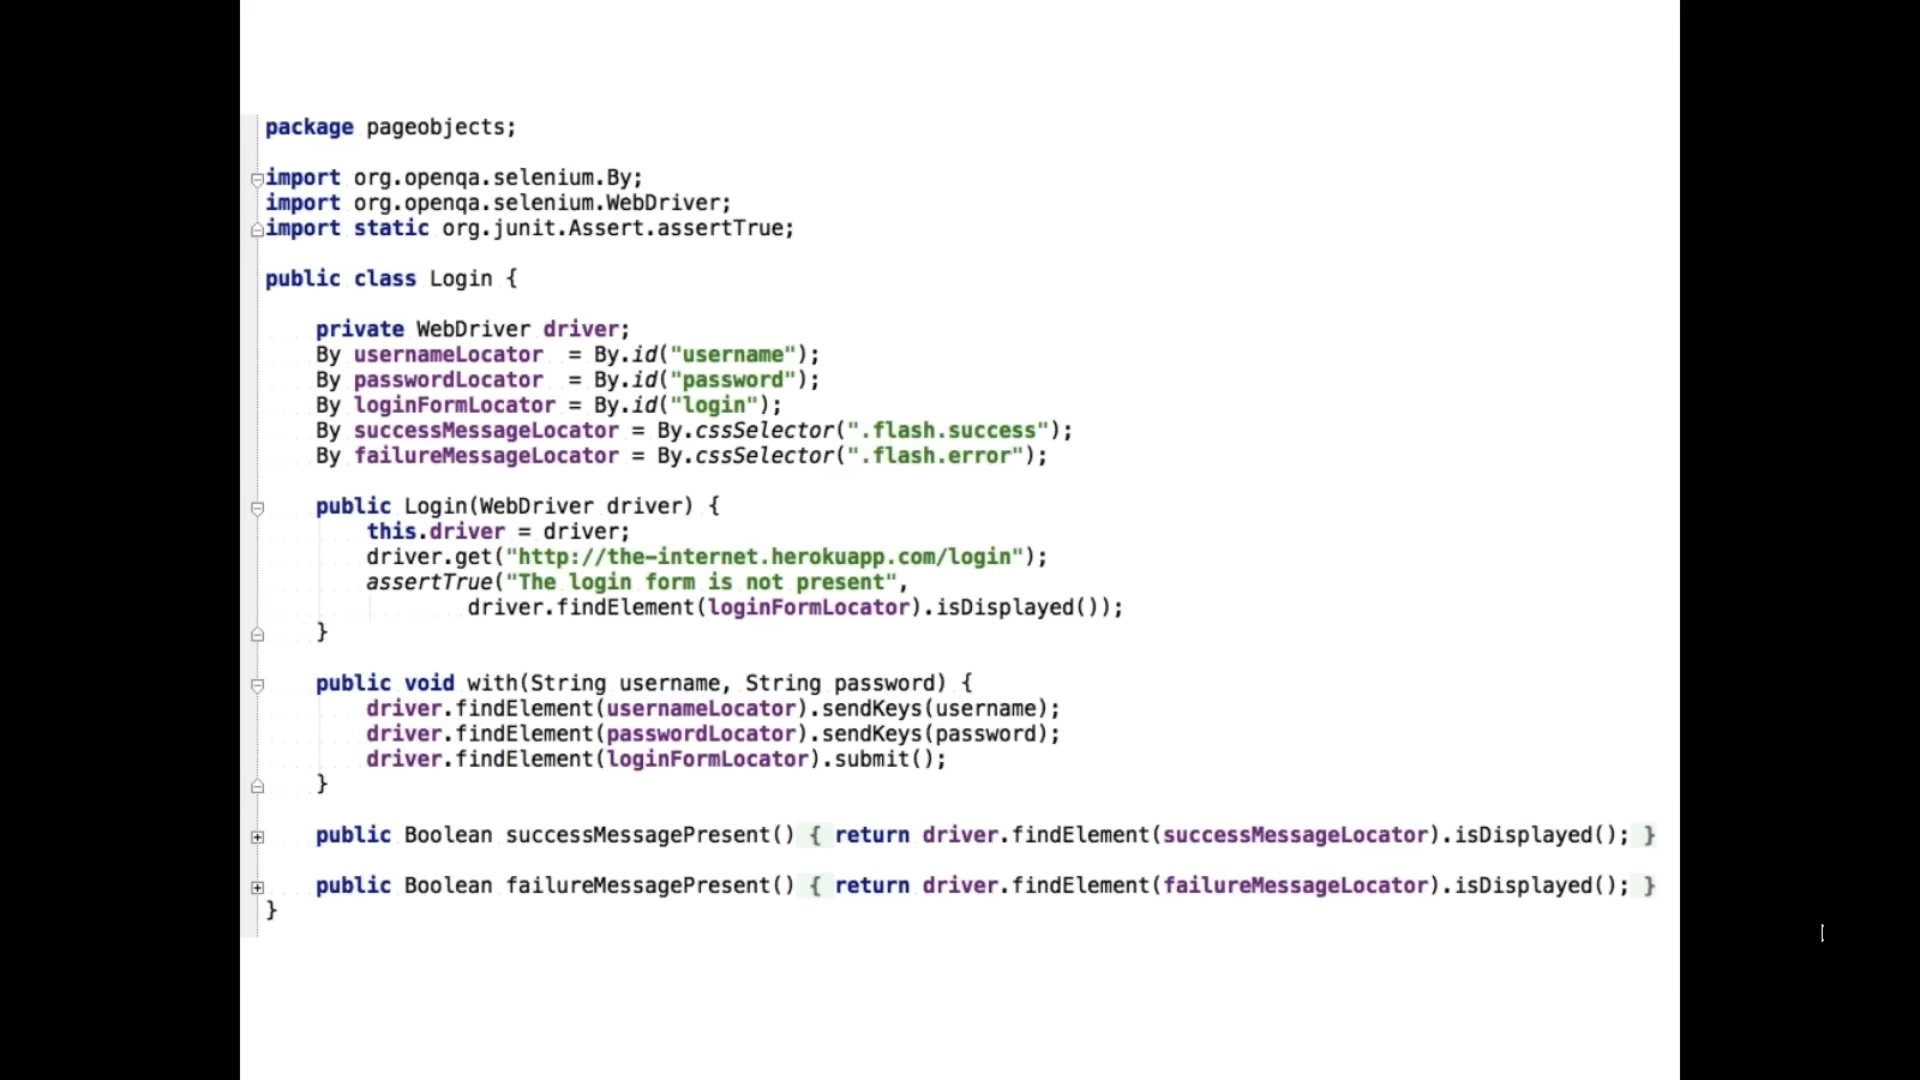 package pageobjects;
import org.openqa.selenium.By;
import org.openqa.selenium.WebDriver;
import static org.junit.Assert.assertTrue;
public class Login {
private WebDriver driver;
By usernameLocator = By.id("username");
By passwordLocator = By.id("password");
By loginFormLocator = By.id("login");
By successMessageLocator = By.cssSelector(".flash.success");
By failureMessageLocator = By.cssSelector(".flash.error");
public Login(WebDriver driver) {
this.driver = driver;
driver.get("http://the-internet.herokuapp.com/login");
assertTrue("The login form is not present",
driver.findElement(loginFormLocator).isDisplayed());
}
public void with(String username, String password) {
driver.findElement(usernameLocator).sendKeys(username);
driver.findElement(passwordLocator).sendKeys(password);
driver.findElement(loginFormLocator).submit();
}
public Boolean successMessagePresent() { return driver.findElement(successMessageLocator).isDisplayed(); }
public Boolean failureMessagePresent() { return driver.findElement(failureMessageLocator).isDisplayed(); }
}